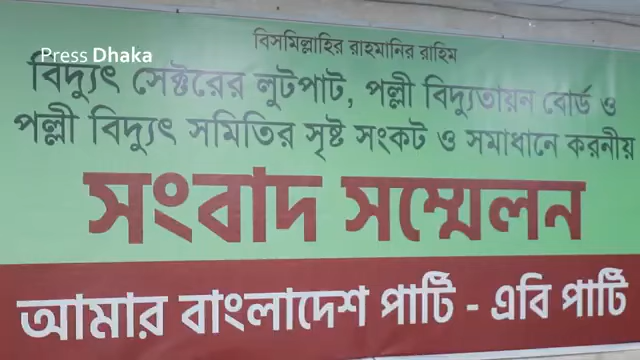 Press Dhaka
বিসমিল্লাহির রাহমানির রাহিম
বিদ্যুৎ সেক্টরের লুটপাট, পল্লী বিদ্যুতায়ন বোর্ড ও
পল্লী বিদ্যুৎ সমিতির সৃষ্ট সংকট ও সমাধানে করনীয়
সংবাদ সম্মেলন
আমার বাংলাদেশ পার্টি - এবি পার্টি